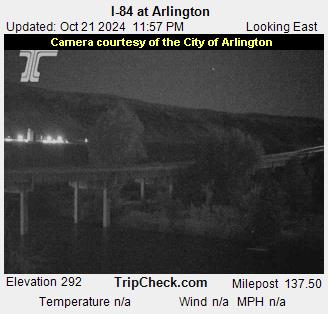 I-84 at Arlington
Updated: Oct 21 2024 11:57 PM Looking East
Camera courtesy of the City of Arlington
Elevation 292 TripCheck.com Milepost 137.50
Temperature n/a Wind n/a MPH n/a